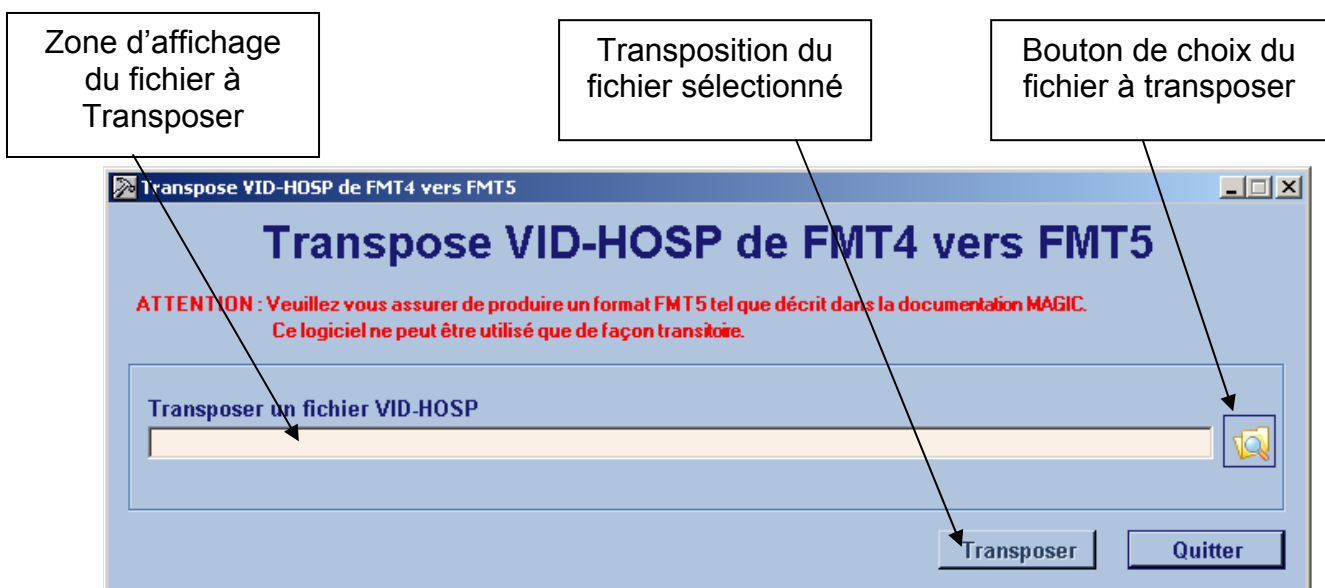 Zone d'affichage
du fichier à
Transposer
Transposition du
fichier sélectionné
Bouton de choix du
fichier à transposer
Transpose VID-HOSP de FMT4 vers FMT5
Transpose VID-HOSP de FMT4 vers FMT5
ATTENTION : Veuillez vous assurer de produire un format FMT5 tel que décrit dans la documentation MAGIC.
Ce logiciel ne peut être utilisé que de façon transitoire.
Transposer un fichier VID-HOSP
Transposer
Quitter